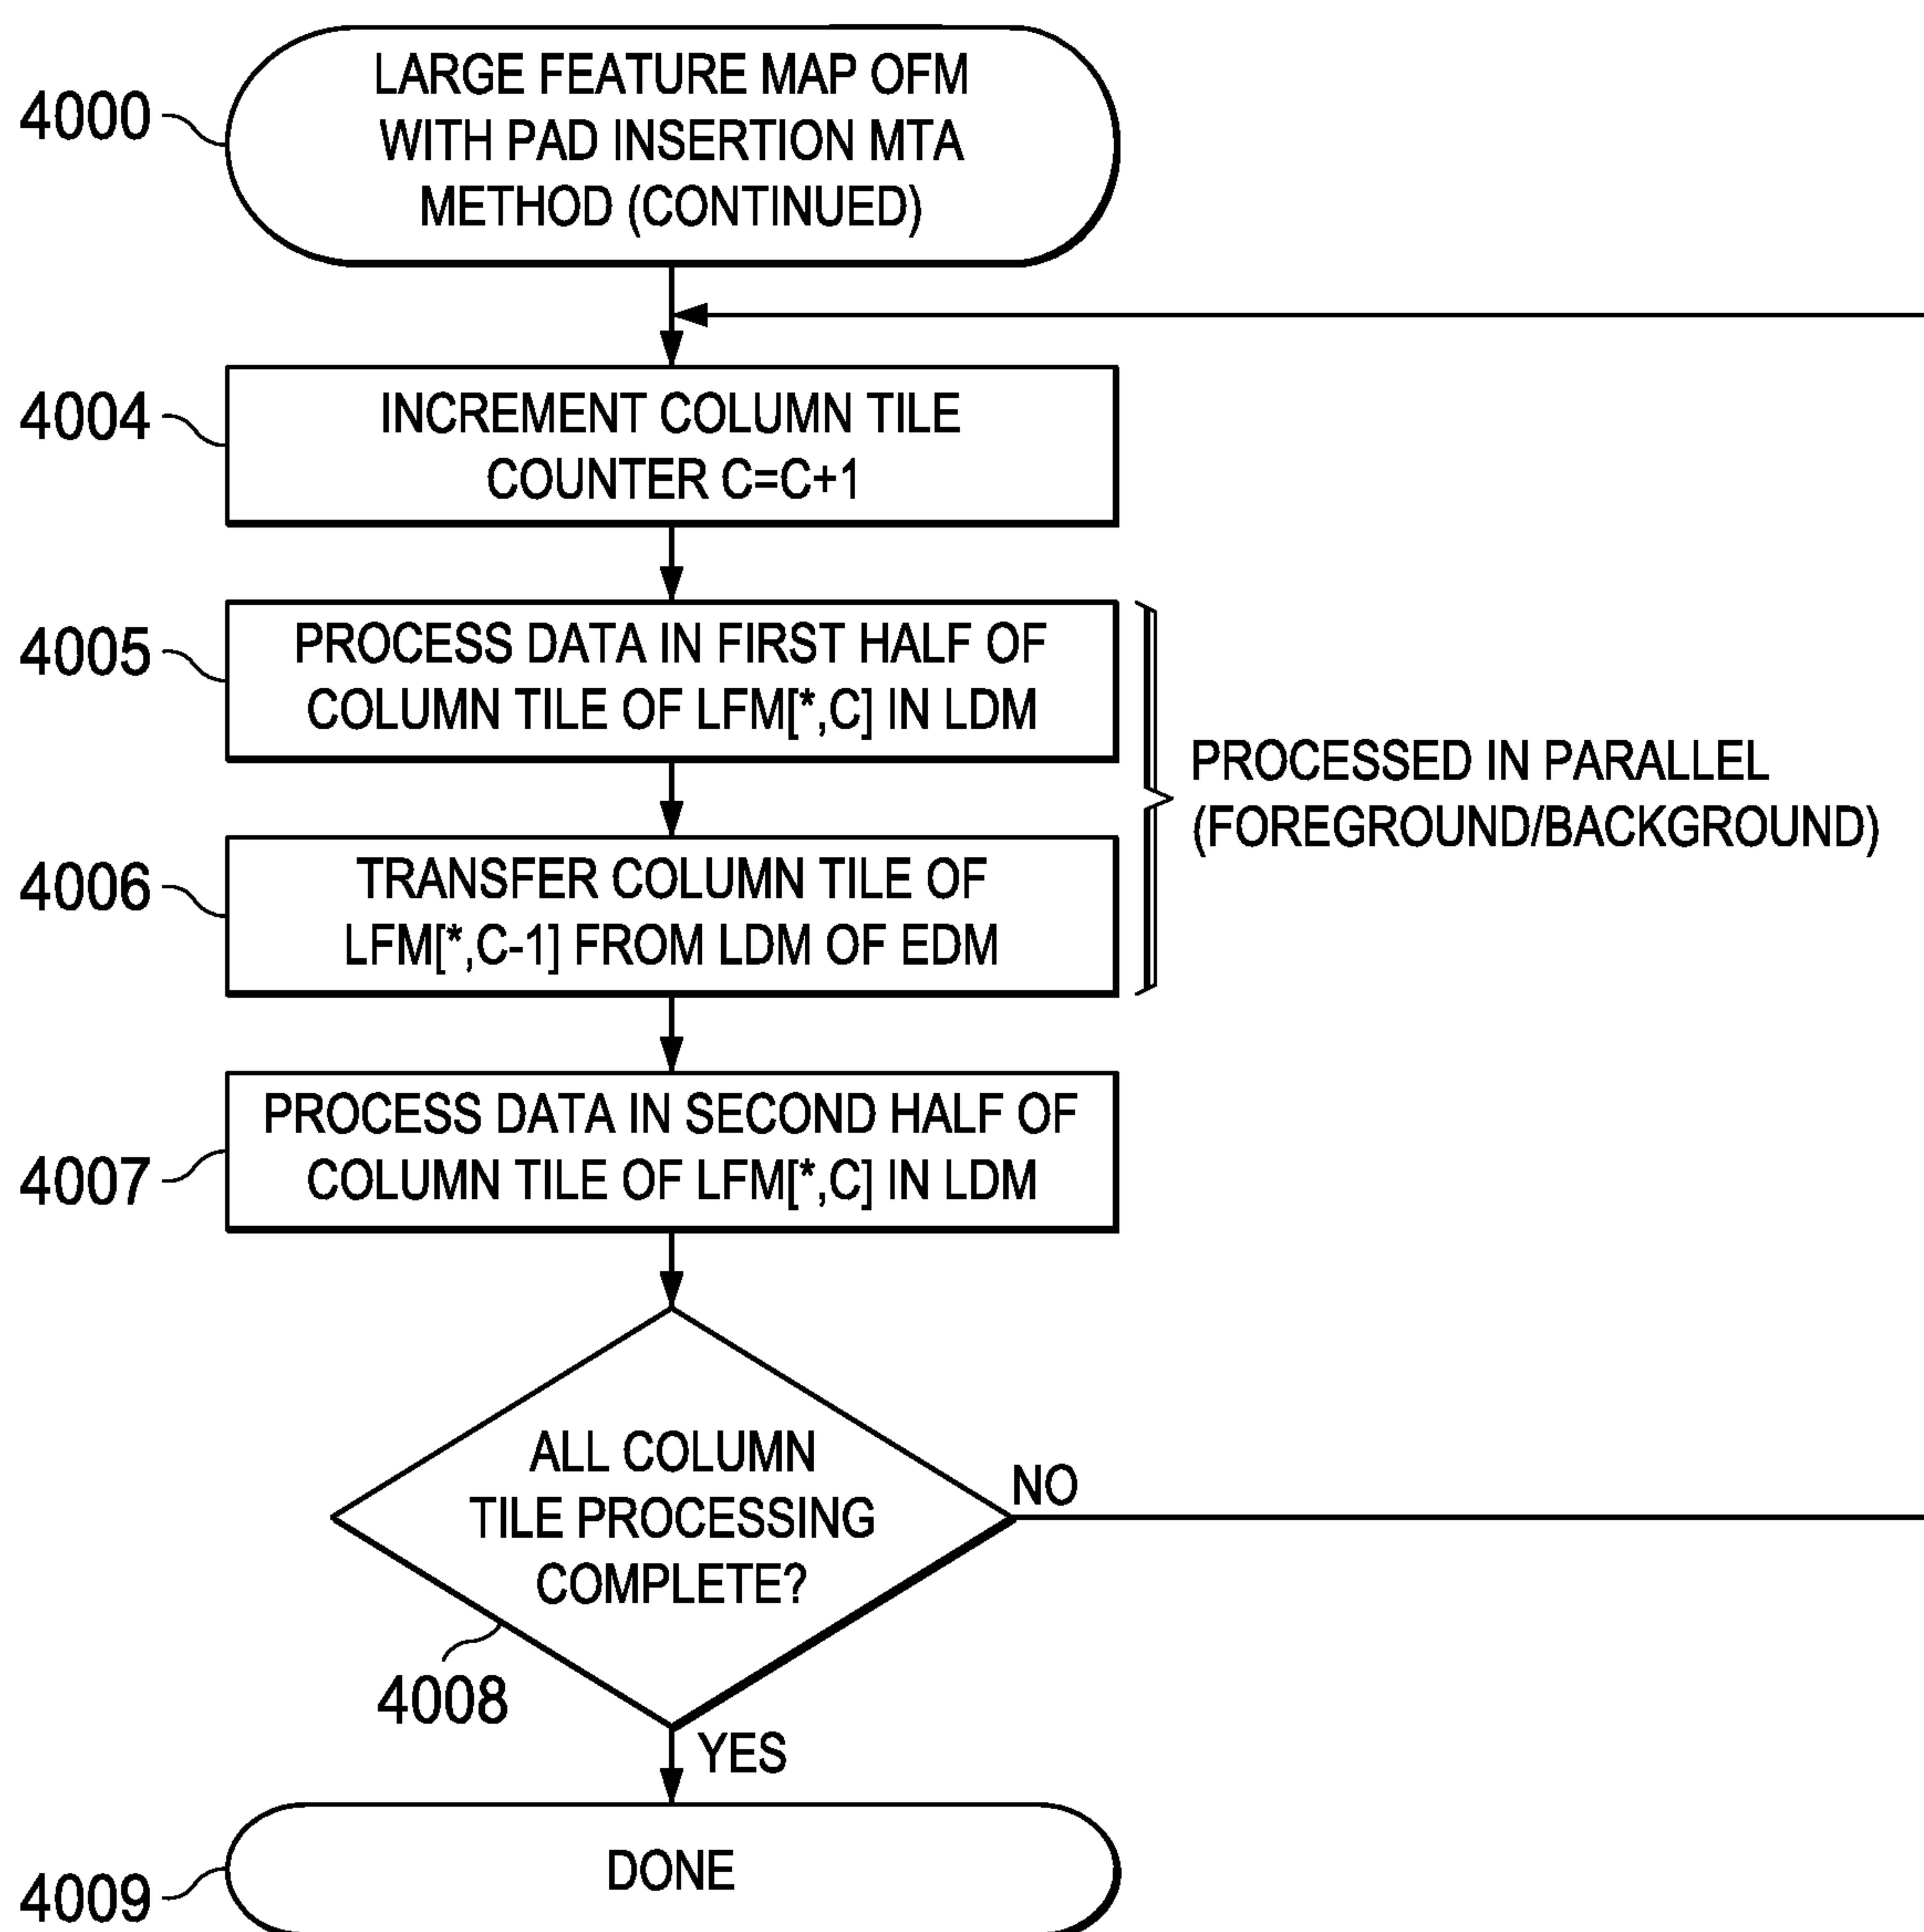 4000
LARGE FEATURE MAP OFM
WITH PAD INSERTION MTA
METHOD (CONTINUED)
4004
INCREMENT COLUMN TILE
COUNTER C=C+1
4005
PROCESS DATA IN FIRST HALF OF
COLUMN TILE OF LFM[*,C] IN LDM
PROCESSED IN PARALLEL
(FOREGROUND/BACKGROUND)
4006
TRANSFER COLUMN TILE OF
LFM[*,C-1] FROM LDM OF EDM
4007
PROCESS DATA IN SECOND HALF OF
COLUMN TILE OF LFM[*,C] IN LDM
ALL COLUMN
TILE PROCESSING
COMPLETE?
NO
4008
YES
4009
DONE